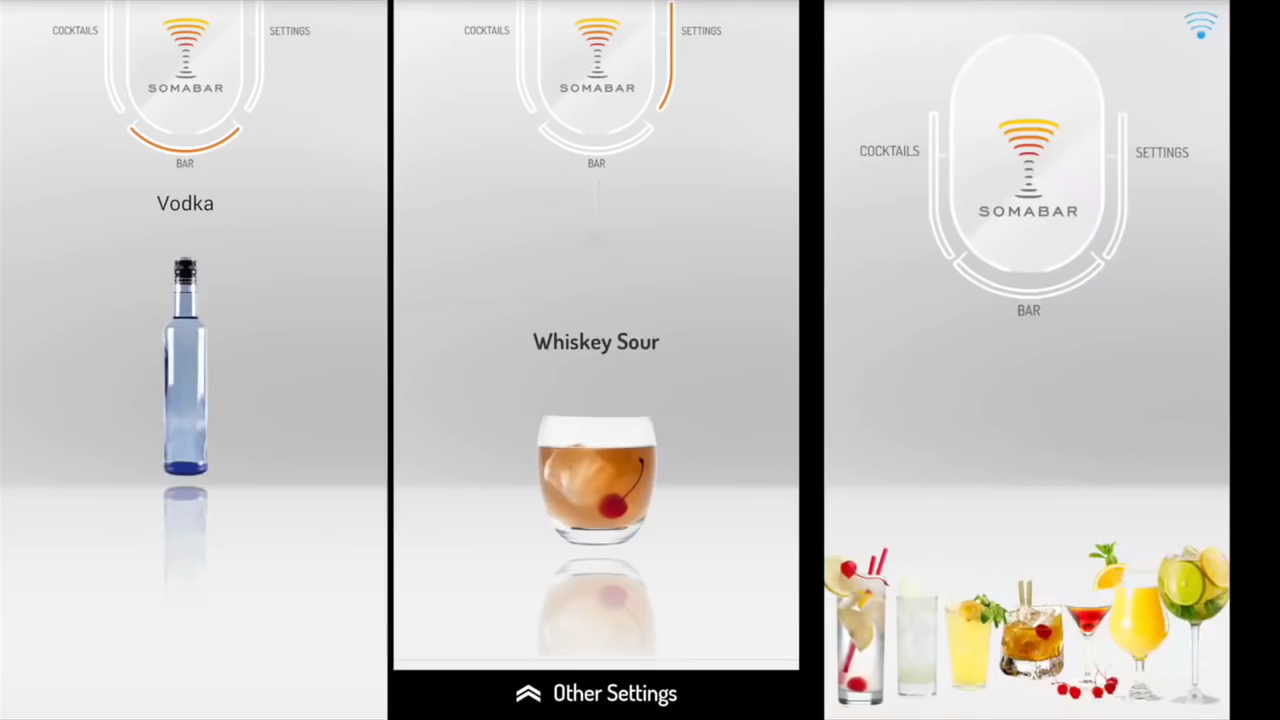 COCKTAILS
SOMABAR
SETTINGS
BAR
Vodka
COCKTAILS
SOMABAR
SETTINGS
BAR
Whiskey Sour
Other Settings
COCKTAILS
SOMABAR
SETTINGS
BAR